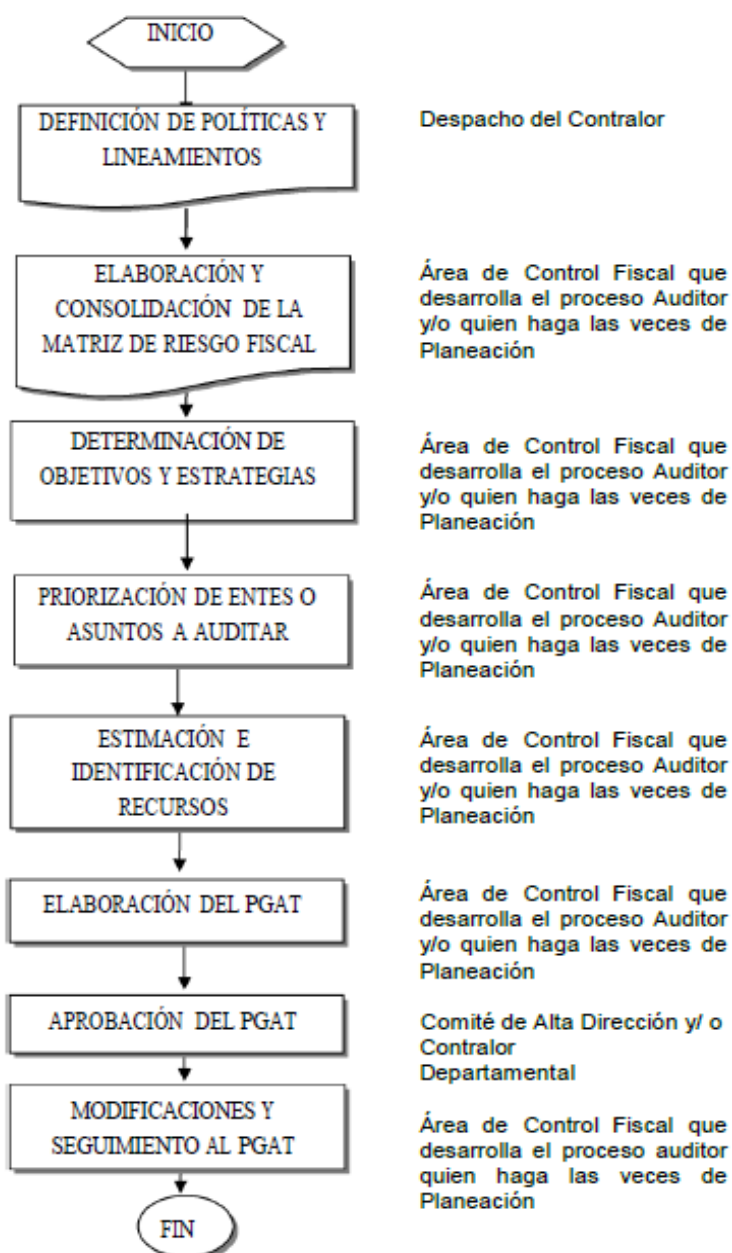 INICIO
DEFINICIÓN DE POLÍTICAS Y
LINEAMIENTOS
Despacho del Contralor
ELABORACIÓN Y
CONSOLIDACIÓN DE LA
MATRIZ DE RIESGO FISCAL
Área de Control Fiscal que
desarrolla el proceso Auditor
y/o quien haga las veces de
Planeación
DETERMINACIÓN DE
OBJETIVOS Y ESTRATEGIAS
Área de Control Fiscal que
desarrolla el proceso Auditor
y/o quien haga las veces de
Planeación
PRIORIZACIÓN DE ENTES O
ASUNTOS A AUDITAR
Área de Control Fiscal que
desarrolla el proceso Auditor
y/o quien haga las veces de
Planeación
ESTIMACIÓN E
IDENTIFICACIÓN DE
RECURSOS
Área de Control Fiscal que
desarrolla el proceso Auditor
y/o quien haga las veces de
Planeación
ELABORACIÓN DEL PGAT
Área de Control Fiscal que
desarrolla el proceso Auditor
y/o quien haga las veces de
Planeación
APROBACIÓN DEL PGAT
Comité de Alta Dirección y/ o
Contralor
Departamental
MODIFICACIONES Y
SEGUIMIENTO AL PGAT
Área de Control Fiscal que
desarrolla el proceso auditor
quien haga las veces de
Planeación
FIN